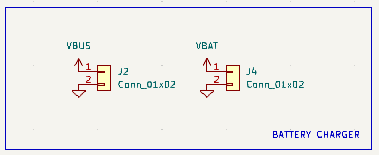 VBUS VBAT
1 J2 1 J4
2 Conn_01x02 2 Conn_01x02
BATTERY CHARGER